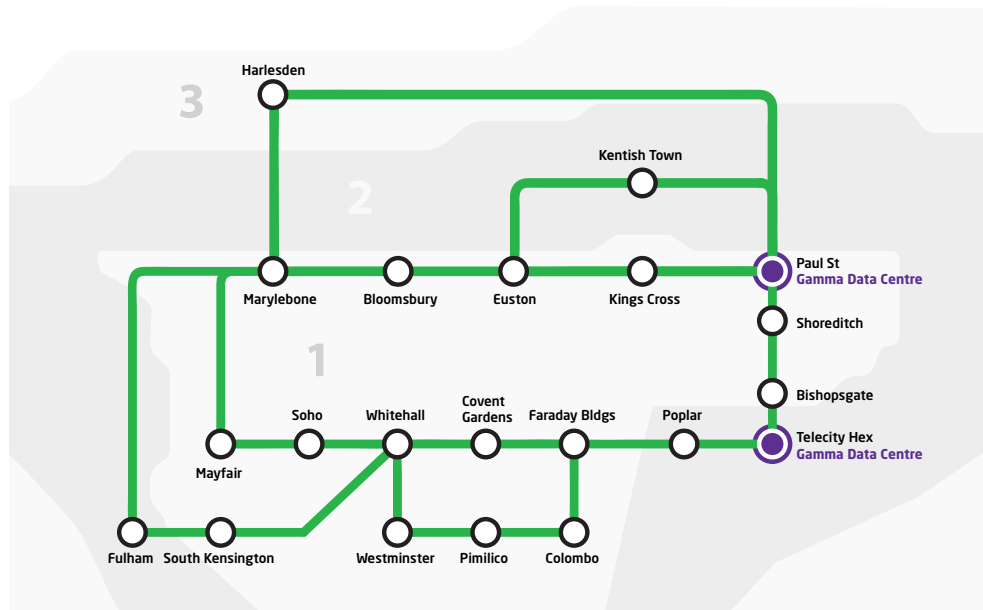 Harlesden
3
Kentish Town
2
Paul St
Gamma Data Centre
Marylebone
Bloomsbury
Euston
Kings Cross
Shoreditch
1
Bishopsgate
Soho
Whitehall
Covent
Gardens
Faraday Bldgs
Poplar
Telecity Hex
Gamma Data Centre
Mayfair
Fulham
South Kensington
Westminster
Pimilico
Colombo